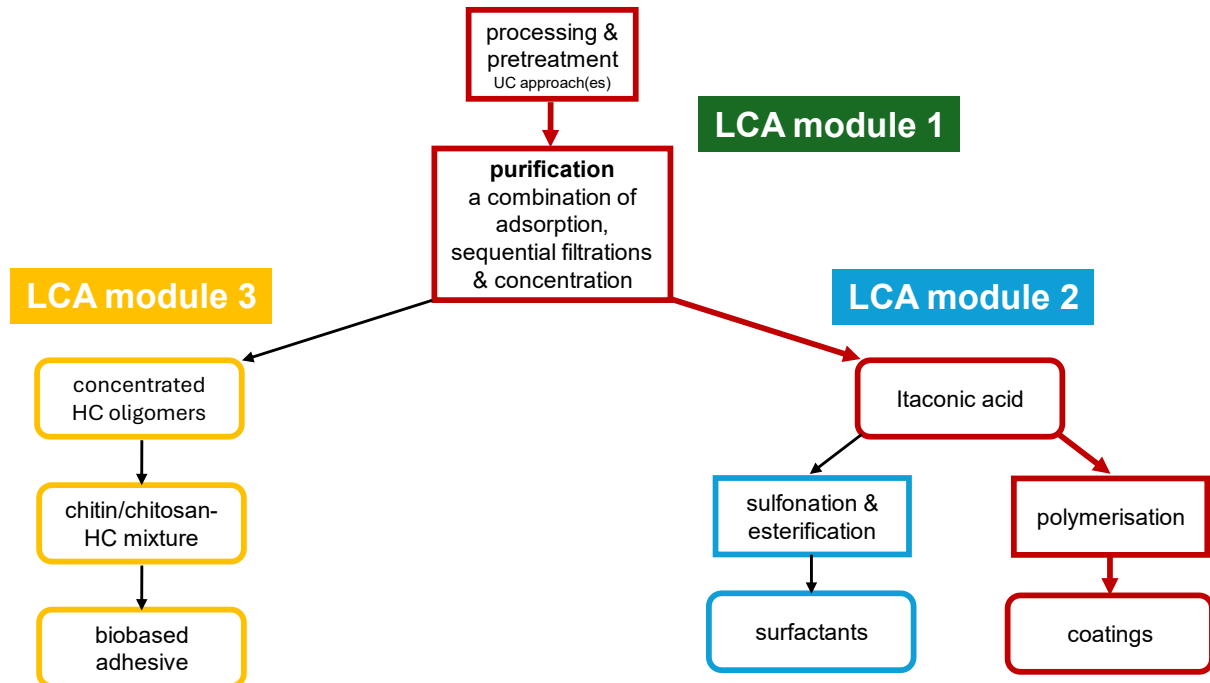 processing &
pretreatment
UC approach(es)
LCA module 1
purification
a combination of
adsorption,
sequential filtrations
& concentration
LCA module 3
LCA module 2
concentrated
HC oligomers
Itaconic acid
chitin/chitosan-
HC mixture
sulfonation &
esterification
polymerisation
biobased
adhesive
surfactants
coatings